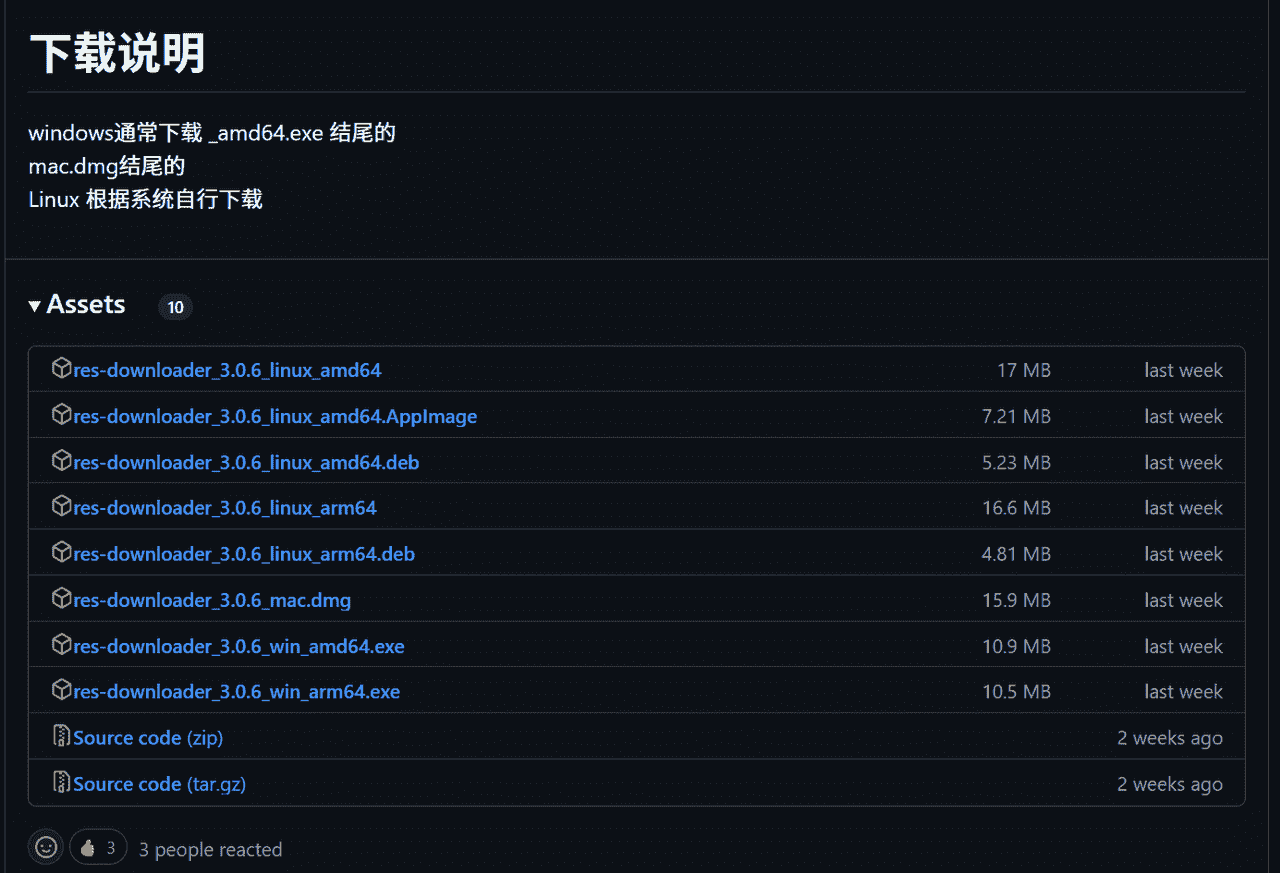 下载说明
windows通常下载 _amd64.exe 结尾的
mac.dmg结尾的
Linux 根据系统自行下载
Assets 10
res-downloader_3.0.6_linux_amd64 17 MB last week
res-downloader_3.0.6_linux_amd64.AppImage 7.21 MB last week
res-downloader_3.0.6_linux_amd64.deb 5.23 MB last week
res-downloader_3.0.6_linux_arm64 16.6 MB last week
res-downloader_3.0.6_linux_arm64.deb 4.81 MB last week
res-downloader_3.0.6_mac.dmg 15.9 MB last week
res-downloader_3.0.6_win_amd64.exe 10.9 MB last week
res-downloader_3.0.6_win_arm64.exe 10.5 MB last week
Source code (zip) 2 weeks ago
Source code (tar.gz) 2 weeks ago
3 3 people reacted